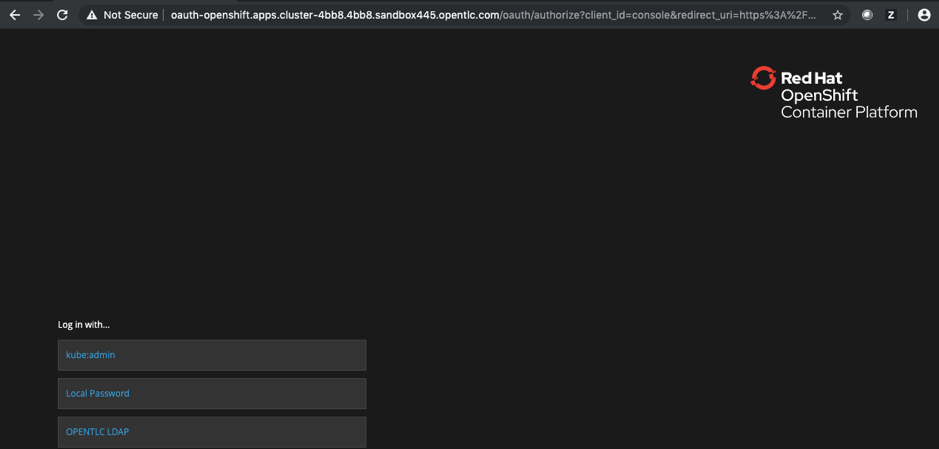 Not Secure
oauth-openshift.apps.cluster-4bb8.4bb8.sandbox445.opentlc.com/oauth/authorize?client_id=console&redirect_uri=https%3A%2F...
Z
Red Hat
OpenShift
Container Platform
Log in with...
kube:admin
Local Password
OPENTLC LDAP